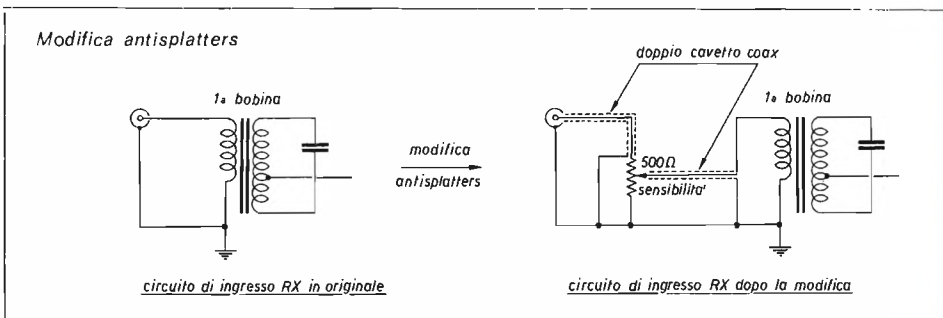 Modifica antisplatters
doppio cavetto coax
1a bobina
1a bobina
modifica
antisplatters
500Ω
sensibilita'
circuito di ingresso RX in originale
circuito di ingresso RX dopo la modifica